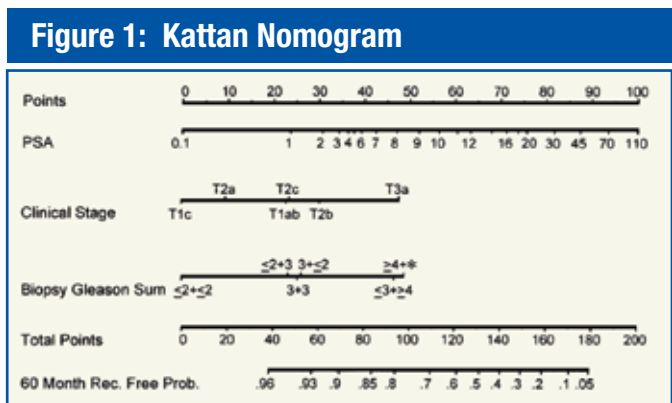 Figure 1: Kattan Nomogram
Points 0 10 20 30 40 50 60 70 80 90 100
PSA 0.1 1 2 3 4 6 7 8 9 10 12 16 20 30 45 70 110
T2a T2c T3a
Clinical Stage T1c T1ab T2b
≤2+3 3+≤2 ≥4+*
Biopsy Gleason Sum ≤2+≤2 3+3 ≤3+≥4
Total Points 0 20 40 60 80 100 120 140 160 180 200
60 Month Rec. Free Prob. .96 .93 .9 .85 .8 .7 .6 .5 .4 .3 .2 .1 .05